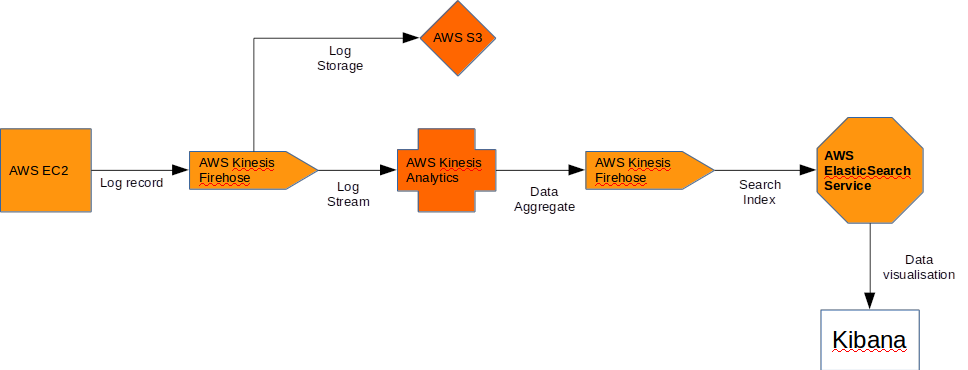 AWS S3
Log
Storage
AWS EC2
Log record
AWS Kinesis
Firehose
Log
Stream
AWS Kinesis
Analytics
Data
Aggregate
AWS Kinesis
Firehose
Search
Index
AWS
ElasticSearch
Service
Data
visualisation
Kibana